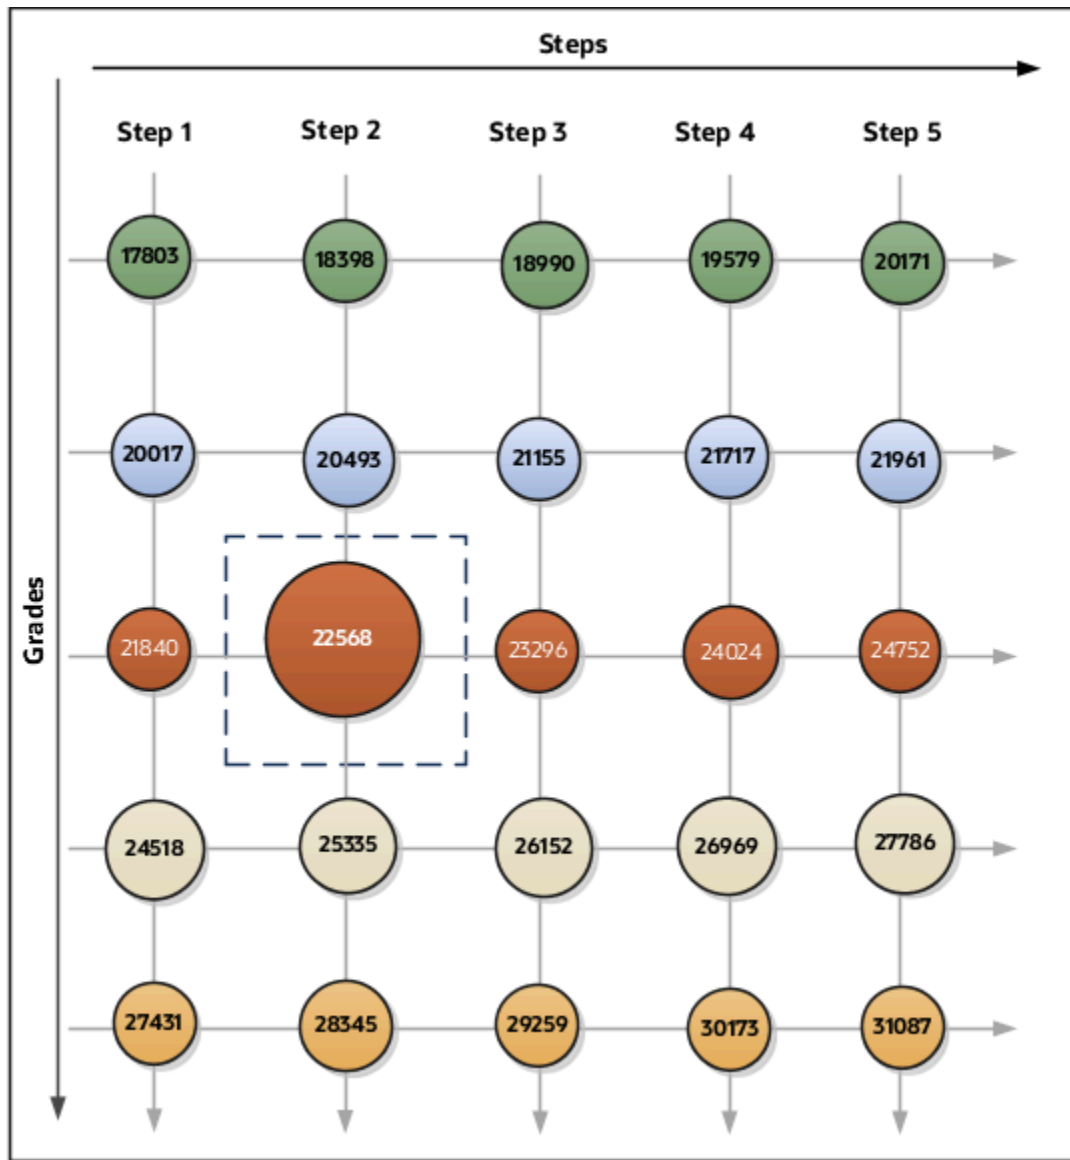 Steps
Step 1 Step 2 Step 3 Step 4 Step 5
17803 18398 18990 19579 20171
20017 20493 21155 21717 21961
Grades
21840 22568 23296 24024 24752
24518 25335 26152 26969 27786
27431 28345 29259 30173 31087